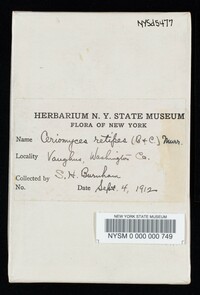 NYSd5477
HERBARIUM N. Y. STATE MUSEUM
FLORA OF NEW YORK
Name Ceriomyces retipes (B & C.) Murr.
Locality Vaughns, Washington Co.
Collected by S. H. Burnham
No. Date Sept. 4, 1912
NEW YORK STATE MUSEUM
NYSM 0 000 000 749